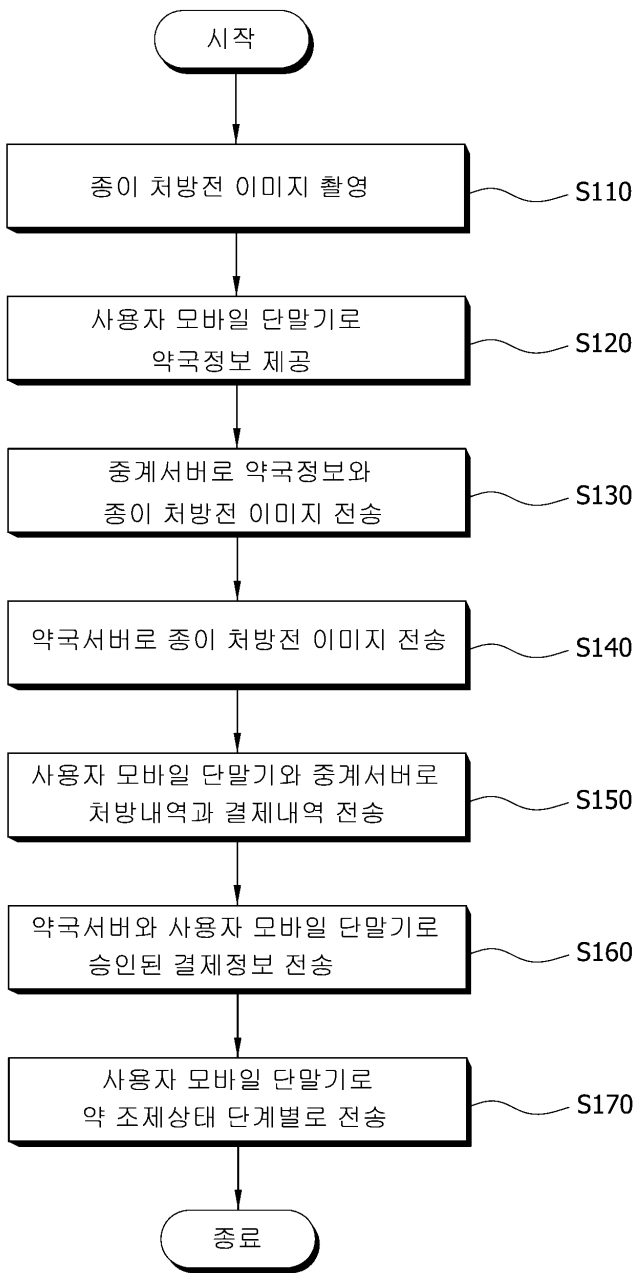 시작
종이 처방전 이미지 촬영
S110
사용자 모바일 단말기로
약국정보 제공
S120
중계서버로 약국정보와
종이 처방전 이미지 전송
S130
약국서버로 종이 처방전 이미지 전송
S140
사용자 모바일 단말기와 중계서버로
처방내역과 결제내역 전송
S150
약국서버와 사용자 모바일 단말기로
승인된 결제정보 전송
S160
사용자 모바일 단말기로
약 조제상태 단계별로 전송
S170
종료